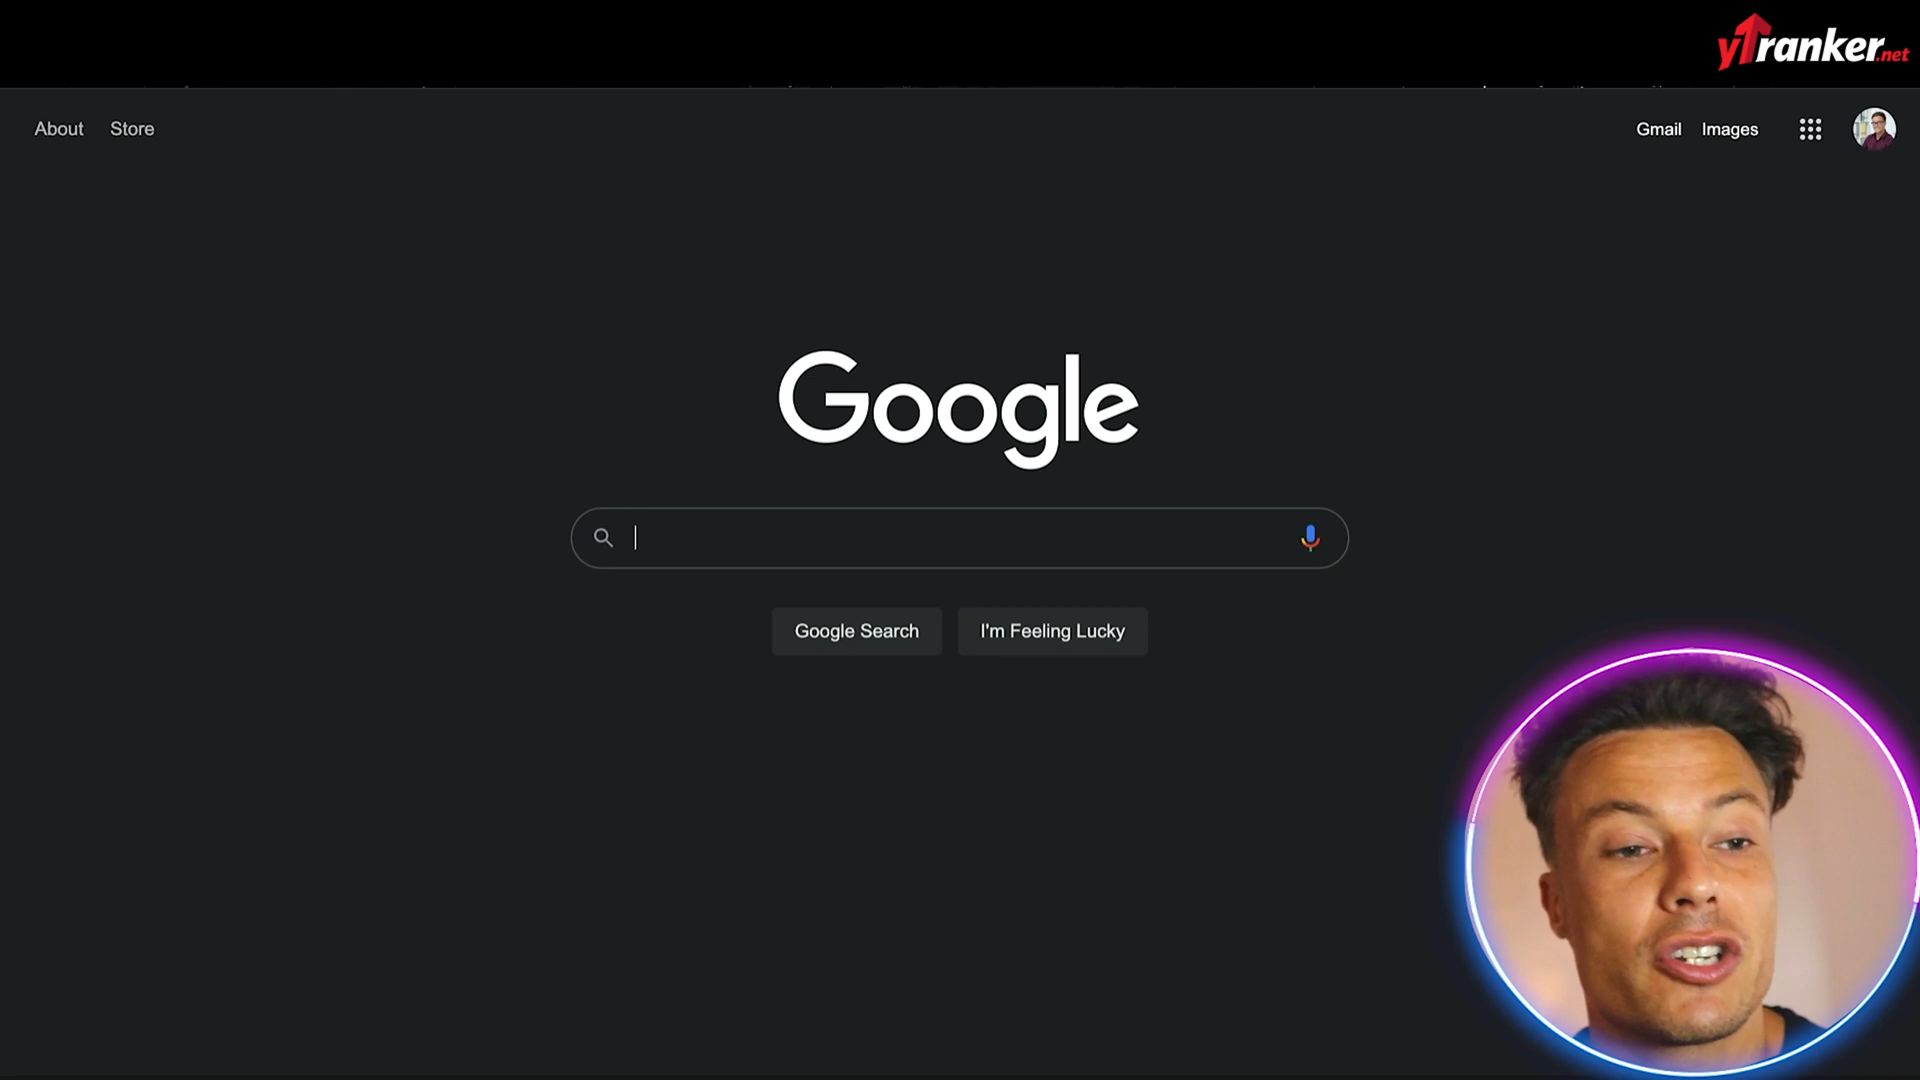 yTranker.net
About Store
Gmail Images
Google
Google Search I'm Feeling Lucky